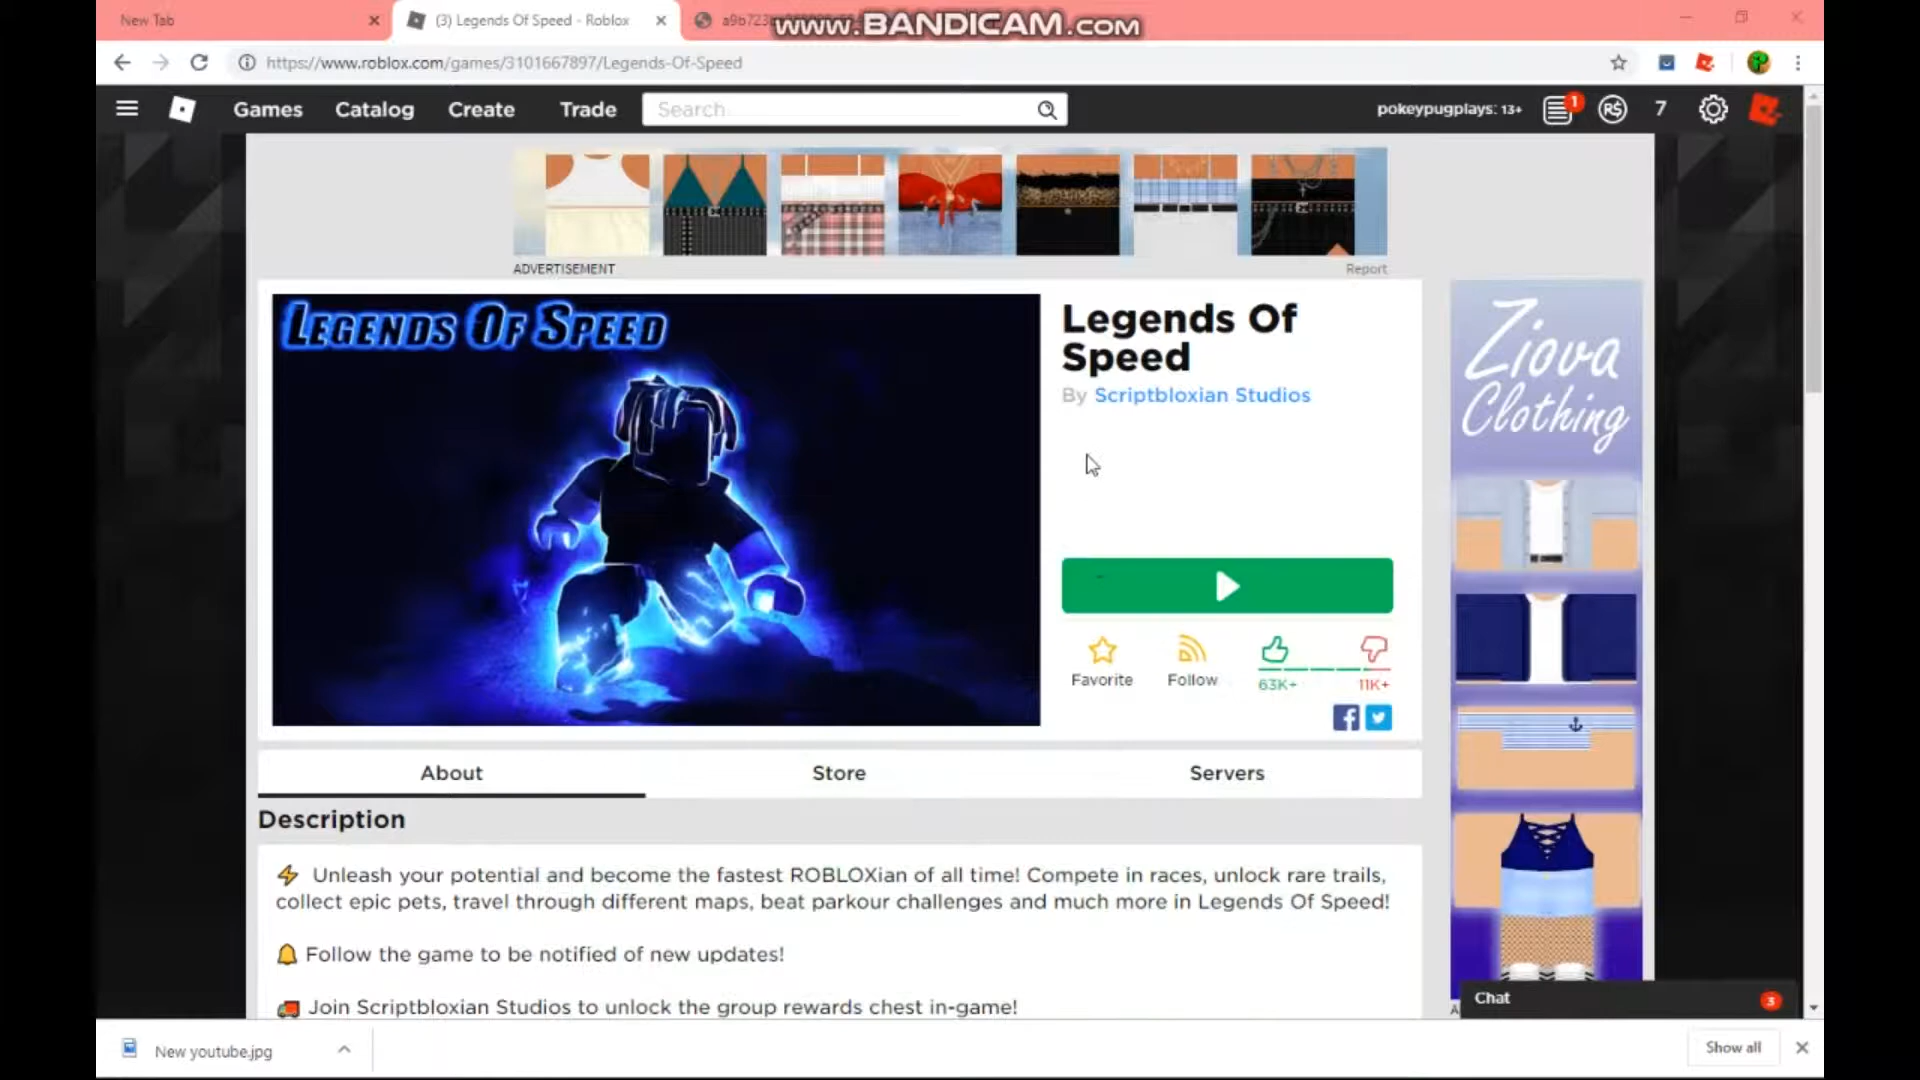 New Tab
(3) Legends Of Speed - Roblox
www.BANDICAM.com
https://www.roblox.com/games/3101667897/Legends-Of-Speed
Games
Catalog
Create
Trade
Search
pokeypugplays: 13+
1
R$
7
ADVERTISEMENT
Report
LEGENDS OF SPEED
Legends Of
Speed
By Scriptbloxian Studios
Ziova
Clothing
Favorite
Follow
63K+
11K+
About
Store
Servers
Description
Unleash your potential and become the fastest ROBLOXian of all time! Compete in races, unlock rare trails,
collect epic pets, travel through different maps, beat parkour challenges and much more in Legends Of Speed!
Follow the game to be notified of new updates!
Join Scriptbloxian Studios to unlock the group rewards chest in-game!
Chat
3
New youtube.jpg
Show all